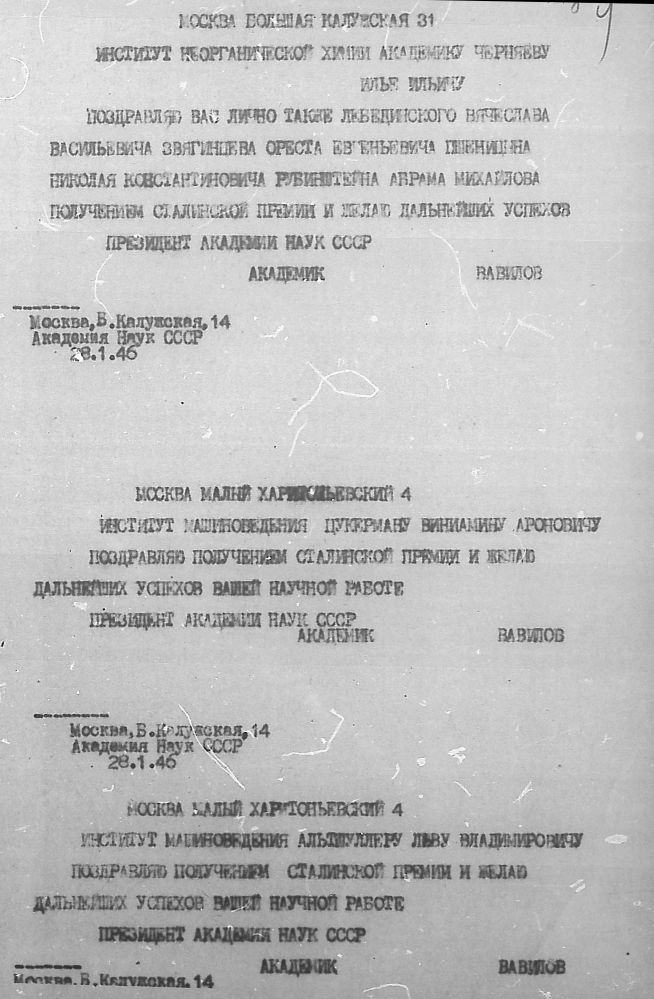 МОСКВА БОЛЬШАЯ КАЛУЖСКАЯ 31
ИНСТИТУТ НЕОРГАНИЧЕСКОЙ ХИМИИ АКАДЕМИКУ ЧЕРНЯЕВУ
ИЛЬЕ ИЛЬИЧУ
ПОЗДРАВЛЯЮ ВАС ЛИЧНО ТАКЖЕ ЛЕБЕДИНСКОГО ВЯЧЕСЛАВА
ВАСИЛЬЕВИЧА ЗВЯГИНЦЕВА ОРЕСТА ЕВГЕНЬЕВИЧА ПШЕНИЦЫНА
НИКОЛАЯ КОНСТАНТИНОВИЧА РУБИНШТЕЙНА АБРАМА МИХАЙЛОВА
ПОЛУЧЕНИЕМ СТАЛИНСКОЙ ПРЕМИИ И ЖЕЛАЮ ДАЛЬНЕЙШИХ УСПЕХОВ
ПРЕЗИДЕНТ АКАДЕМИИ НАУК СССР
АКАДЕМИК ВАВИЛОВ
Москва,Б.Калужская,14
Академия Наук СССР
28.1.46
МОСКВА МАЛЫЙ ХАРИТОНЬЕВСКИЙ 4
ИНСТИТУТ МАШИНОВЕДЬНИЯ ЦУКЕРМАНУ ВИНИАМИНУ АРОНОВИЧУ
ПОЗДРАВЛЯЮ ПОЛУЧЕНИЕМ СТАЛИНСКОЙ ПРЕМИИ И ЖЕЛАЮ
ДАЛЬНЕЙШИХ УСПЕХОВ ВАШЕЙ НАУЧНОЙ РАБОТЕ
ПРЕЗИДЕНТ АКАДЕМИИ НАУК СССР
АКАДЕМИК ВАВИЛОВ
Москва,Б.Калужская,14
Академия Наук СССР
28.1.46
МОСКВА МАЛЫЙ ХАРИТОНЬЕВСКИЙ 4
ИНСТИТУТ МАШИНОВЕДЕНИЯ АЛЬТШУЛЛЕРУ ЛЬВУ ВЛАДИМИРОВИЧУ
ПОЗДРАВЛЯЮ ПОЛУЧЕНИЕМ СТАЛИНСКОЙ ПРЕМИИ И ЖЕЛАЮ
ДАЛЬНЕЙШИХ УСПЕХОВ ВАШЕЙ НАУЧНОЙ РАБОТЕ
ПРЕЗИДЕНТ АКАДЕМИЯ НАУК СССР
АКАДЕМИК ВАВИЛОВ
Москва.Б.Калужская.14